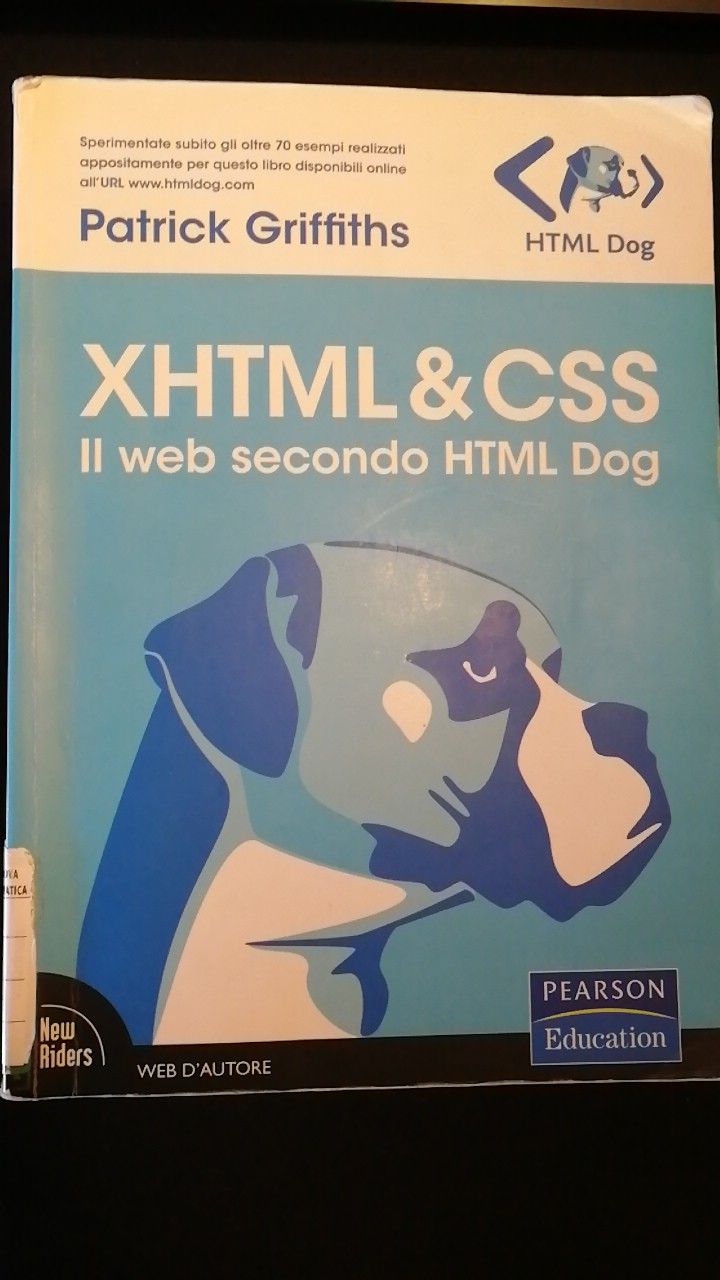 Sperimentate subito gli oltre 70 esempi realizzati
appositamente per questo libro disponibili online
all'URL www.htmldog.com
Patrick Griffiths
HTML Dog
XHTML & CSS
Il web secondo HTML Dog
PEARSON
Education
New
Riders
WEB D'AUTORE